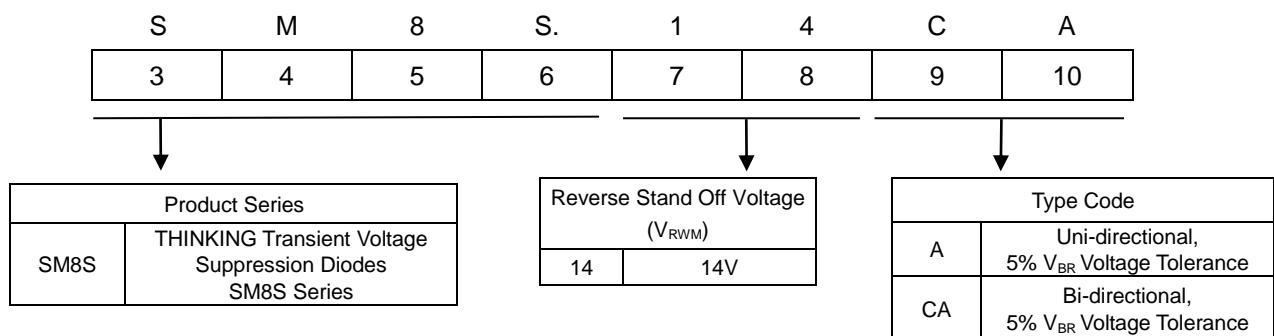 S M 8 S. 1 4 C A
3 4 5 6 7 8 9 10
Product Series
SM8S
THINKING Transient Voltage
Suppression Diodes
SM8S Series
Reverse Stand Off Voltage
(VRWM)
14 14V
Type Code
A
Uni-directional,
5% VBR Voltage Tolerance
CA
Bi-directional,
5% VBR Voltage Tolerance